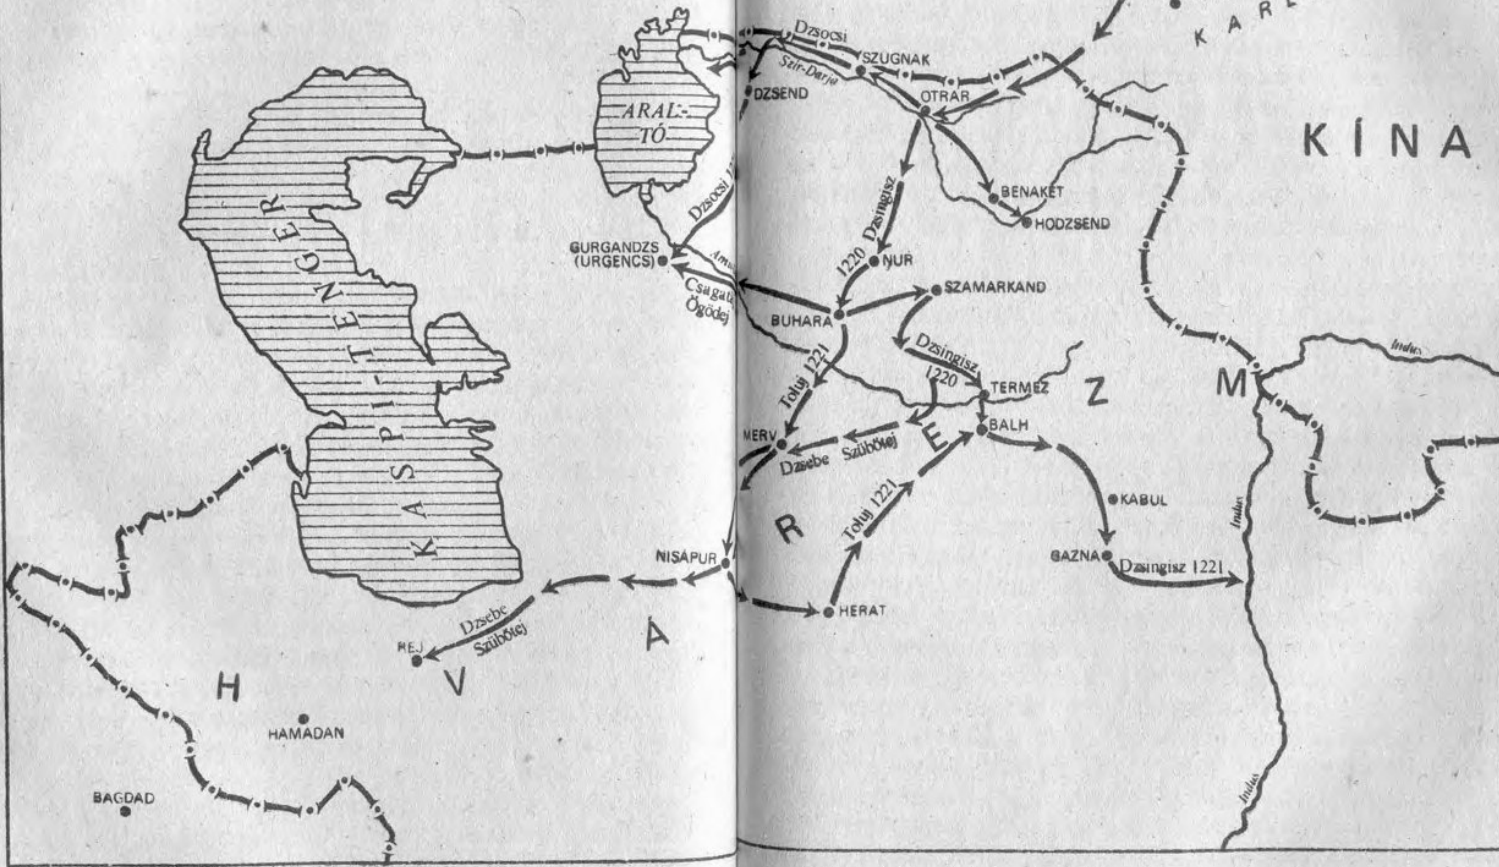 Dzsocsi
SZUGNAK
Szir-Darja
KARL
OTRAR
DZSEND
ARAL-
TÓ
KÍNA
Dzsocsi
Dzsingisz
1220
BENAKET
HODZSEND
GURGANDZS
(URGENCS)
NUR
Csagatá
Ögödej
SZAMARKAND
BUHARA
KASPI-TENGER
Toluj 1221
Dzsingisz
1220
TERMEZ
Indus
MERV
BALH
Dzsebe Szübötej
Toluj 1221
KABUL
Indus
GAZNA
Dzsingisz 1221
NISAPUR
HERAT
Dzsebe
Szübötej
REJ
HVÁREZM
HAMADAN
BAGDAD
Indus